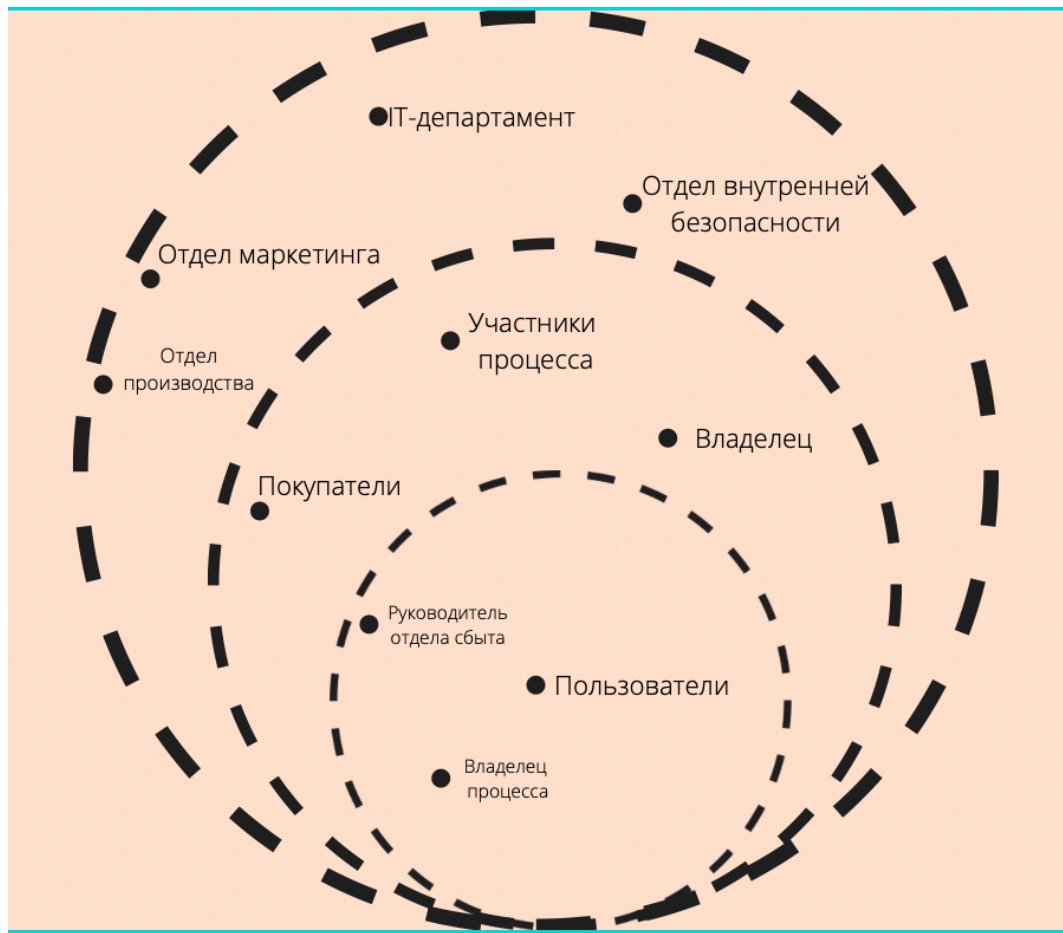 IT-департамент
Отдел внутренней
безопасности
Отдел маркетинга
Участники
процесса
Отдел
производства
Владелец
Покупатели
Руководитель
отдела сбыта
Пользователи
Владелец
процесса